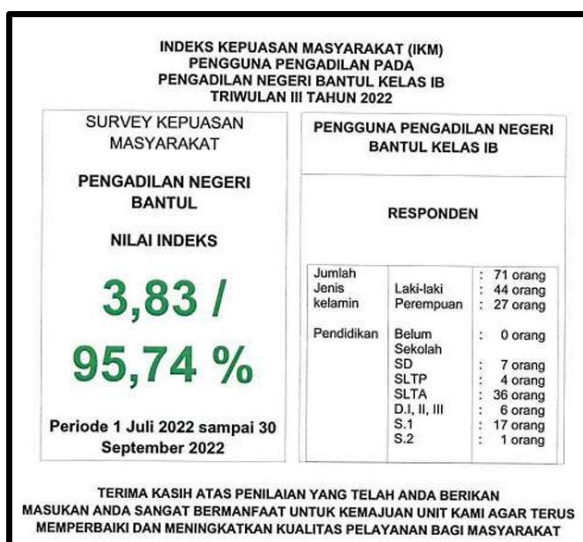 INDEKS KEPUASAN MASYARAKAT (IKM)
PENGGUNA PENGADILAN PADA
PENGADILAN NEGERI BANTUL KELAS IB
TRIWULAN III TAHUN 2022
SURVEY KEPUASAN
MASYARAKAT
PENGADILAN NEGERI
BANTUL
NILAI INDEKS
3,83 /
95,74 %
Periode 1 Juli 2022 sampai 30
September 2022
PENGGUNA PENGADILAN NEGERI
BANTUL KELAS IB
RESPONDEN
Jumlah : 71 orang
Jenis Laki-laki : 44 orang
kelamin Perempuan : 27 orang
Pendidikan Belum : 0 orang
Sekolah
SD : 7 orang
SLTP : 4 orang
SLTA : 36 orang
D.I, II, III : 6 orang
S.1 : 17 orang
S.2 : 1 orang
TERIMA KASIH ATAS PENILAIAN YANG TELAH ANDA BERIKAN
MASUKAN ANDA SANGAT BERMANFAAT UNTUK KEMAJUAN UNIT KAMI AGAR TERUS
MEMPERBAIKI DAN MENINGKATKAN KUALITAS PELAYANAN BAGI MASYARAKAT